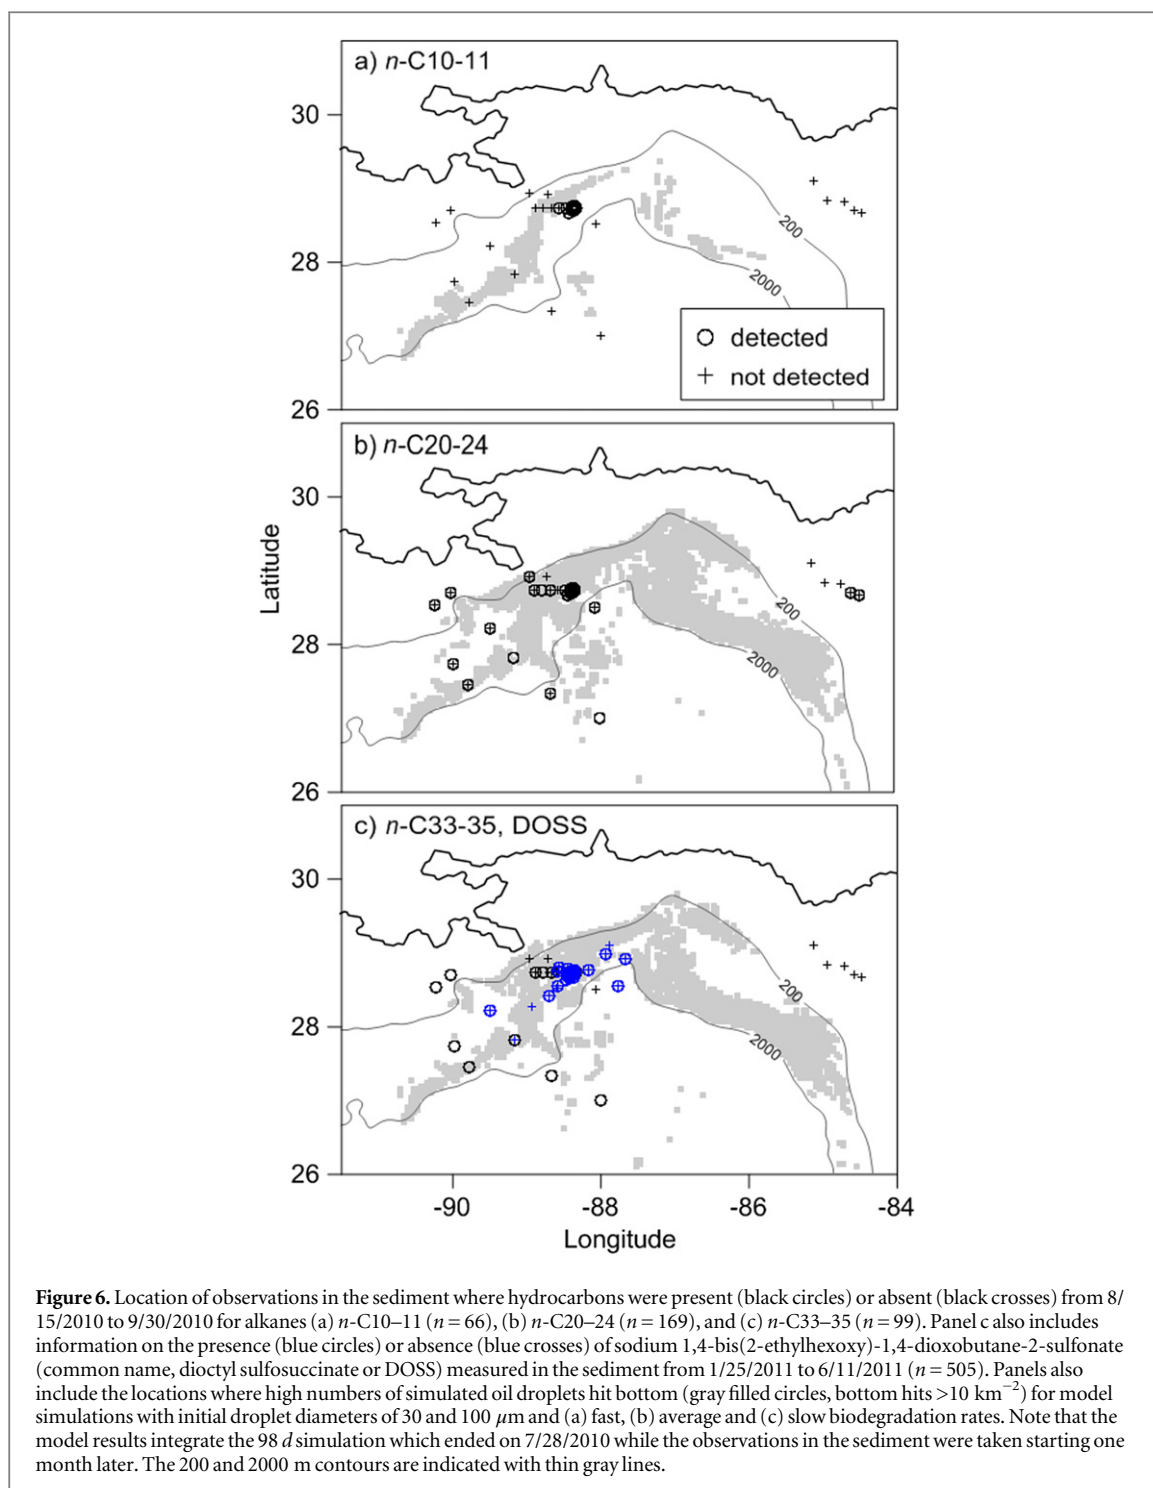 a) n-C10-11
30
200
28
2000
detected
not detected
26
b) n-C20-24
30
Latitude
200
28
2000
26
c) n-C33-35, DOSS
30
200
28
2000
26
-90
-88
-86
-84
Longitude
Figure 6. Location of observations in the sediment where hydrocarbons were present (black circles) or absent (black crosses) from 8/
15/2010 to 9/30/2010 for alkanes (a) n-C10–11 (n = 66), (b) n-C20–24 (n = 169), and (c) n-C33–35 (n = 99). Panel c also includes
information on the presence (blue circles) or absence (blue crosses) of sodium 1,4-bis(2-ethylhexoxy)-1,4-dioxobutane-2-sulfonate
(common name, dioctyl sulfosuccinate or DOSS) measured in the sediment from 1/25/2011 to 6/11/2011 (n = 505). Panels also
include the locations where high numbers of simulated oil droplets hit bottom (gray filled circles, bottom hits >10 km⁻²) for model
simulations with initial droplet diameters of 30 and 100 μm and (a) fast, (b) average and (c) slow biodegradation rates. Note that the
model results integrate the 98 d simulation which ended on 7/28/2010 while the observations in the sediment were taken starting one
month later. The 200 and 2000 m contours are indicated with thin gray lines.